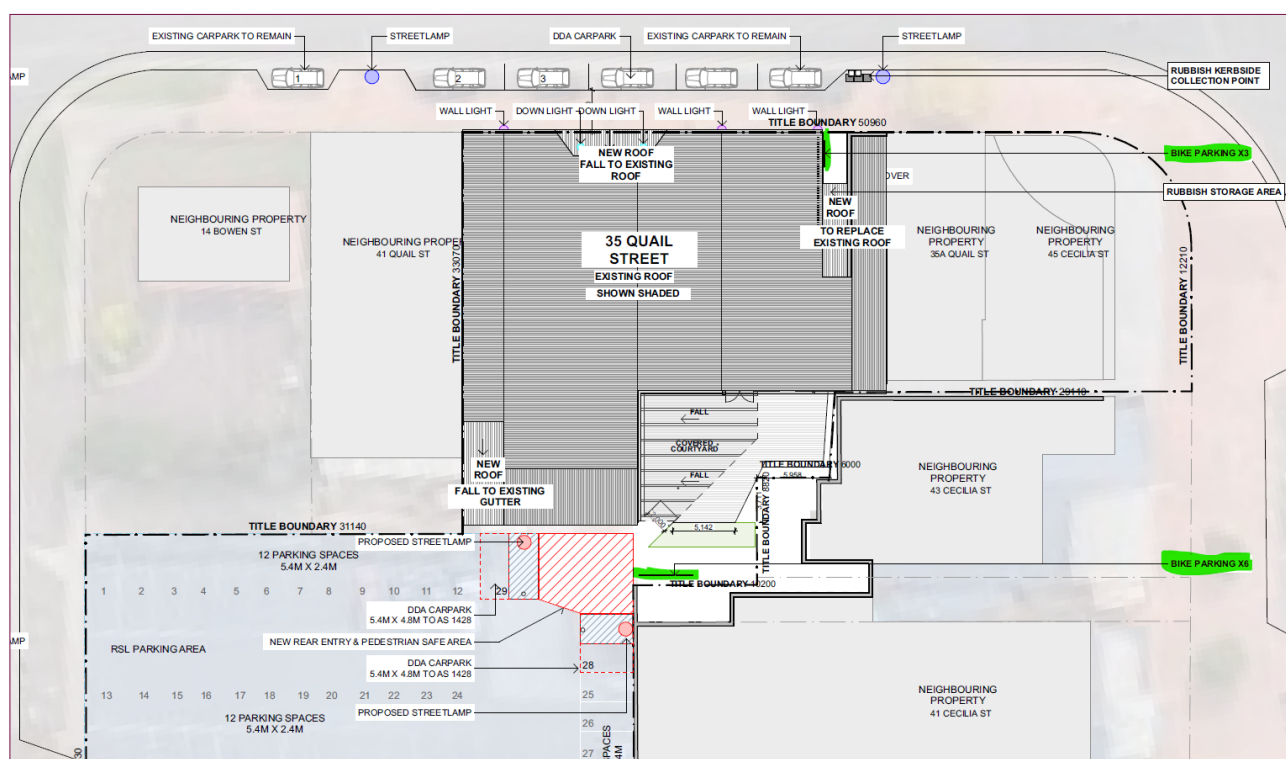 EXISTING CARPARK TO REMAIN
STREETLAMP
DDA CARPARK
EXISTING CARPARK TO REMAIN
STREETLAMP
RUBBISH KERBSIDE
COLLECTION POINT
1
2
3
WALL LIGHT
DOWN LIGHT
DOWN LIGHT
WALL LIGHT
WALL LIGHT
TITLE BOUNDARY 50960
BIKE PARKING X3
NEW ROOF
FALL TO EXISTING
ROOF
OVER
RUBBISH STORAGE AREA
NEW
ROOF
TO REPLACE
EXISTING ROOF
NEIGHBOURING PROPERTY
14 BOWEN ST
NEIGHBOURING PROPE
41 QUAIL ST
TITLE BOUNDARY 33070
35 QUAIL
STREET
EXISTING ROOF
SHOWN SHADED
NEIGHBOURING
PROPERTY
35A QUAIL ST
NEIGHBOURING
PROPERTY
45 CECILIA ST
TITLE BOUNDARY 12210
TITLE BOUNDARY 29110
FALL
COVERED
COURTYARD
FALL
NEW
ROOF
FALL TO EXISTING
GUTTER
TITLE BOUNDARY 6000
5,958
TITLE BOUNDARY 8820
5,142
NEIGHBOURING
PROPERTY
43 CECILIA ST
TITLE BOUNDARY 31140
PROPOSED STREETLAMP
12 PARKING SPACES
5.4M X 2.4M
1 2 3 4 5 6 7 8 9 10 11 12
29
BIKE PARKING X6
TITLE BOUNDARY 10200
DDA CARPARK
5.4M X 4.8M TO AS 1428
NEW REAR ENTRY & PEDESTRIAN SAFE AREA
RSL PARKING AREA
DDA CARPARK
5.4M X 4.8M TO AS 1428
28
13 14 15 16 17 18 19 20 21 22 23 24
25
PROPOSED STREETLAMP
12 PARKING SPACES
5.4M X 2.4M
26
27
NEIGHBOURING
PROPERTY
41 CECILIA ST